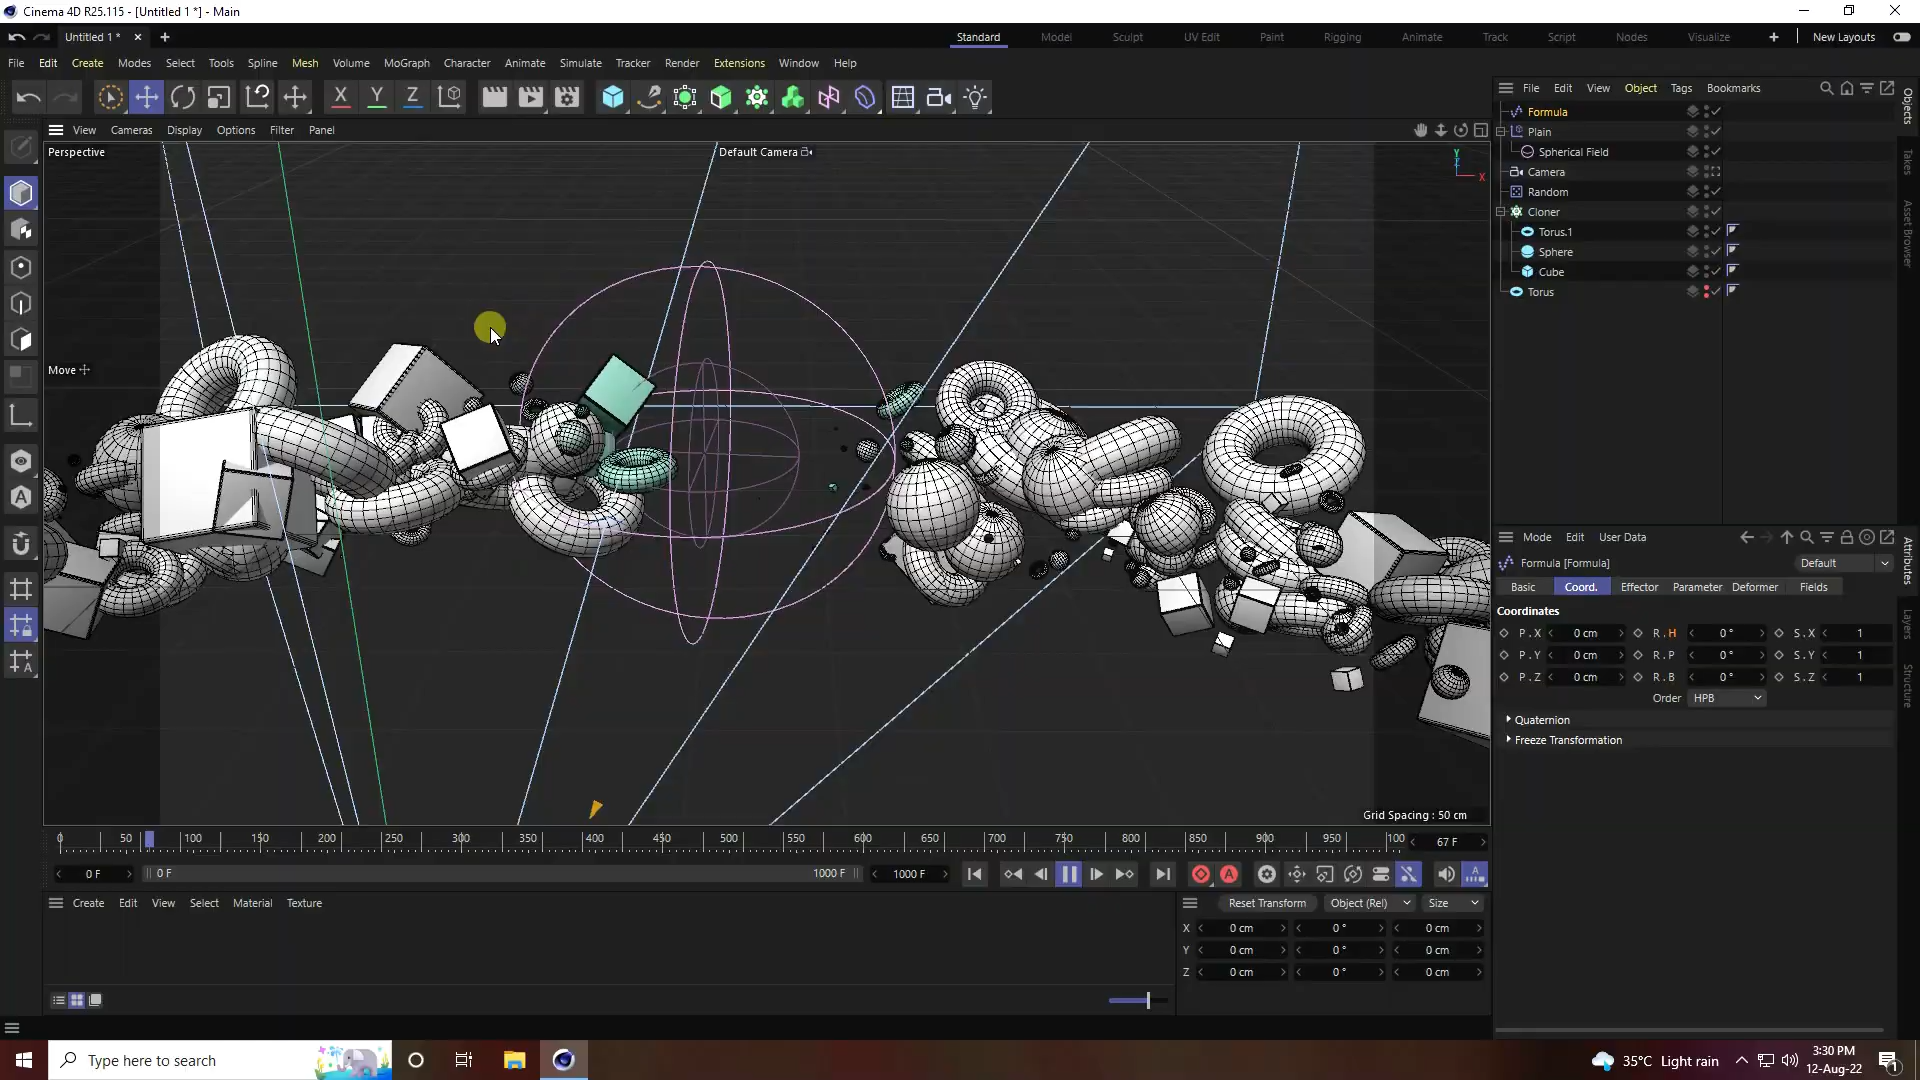 Cinema 4D R25.115 - [Untitled 1 *] - Main
Untitled 1 *
Standard Model Sculpt UV Edit Paint Rigging Animate Track Script Nodes Visualize New Layouts
File Edit Create Modes Select Tools Spline Mesh Volume MoGraph Character Animate Simulate Tracker Render Extensions Window Help
X Y Z
File Edit View Object Tags Bookmarks
View Cameras Display Options Filter Panel
Perspective
Default Camera
Y
Z
X
Move
Grid Spacing : 50 cm
Formula
Plain
Spherical Field
Camera
Random
Cloner
Torus.1
Sphere
Cube
Torus
Objects
Takes
Asset Browser
Mode Edit User Data
Formula [Formula]
Default
Basic Coord. Effector Parameter Deformer Fields
Coordinates
P . X 0 cm R . H 0 ° S . X 1
P . Y 0 cm R . P 0 ° S . Y 1
P . Z 0 cm R . B 0 ° S . Z 1
Order HPB
Quaternion
Freeze Transformation
Attributes
Layers
Structure
0 50 100 150 200 250 300 350 400 450 500 550 600 650 700 750 800 850 900 950 100
67 F
0 F
0 F
1000 F
1000 F
Create Edit View Select Material Texture
Reset Transform Object (Rel) Size
X 0 cm 0 ° 0 cm
Y 0 cm 0 ° 0 cm
Z 0 cm 0 ° 0 cm
Type here to search
35°C Light rain
3:30 PM
12-Aug-22
1